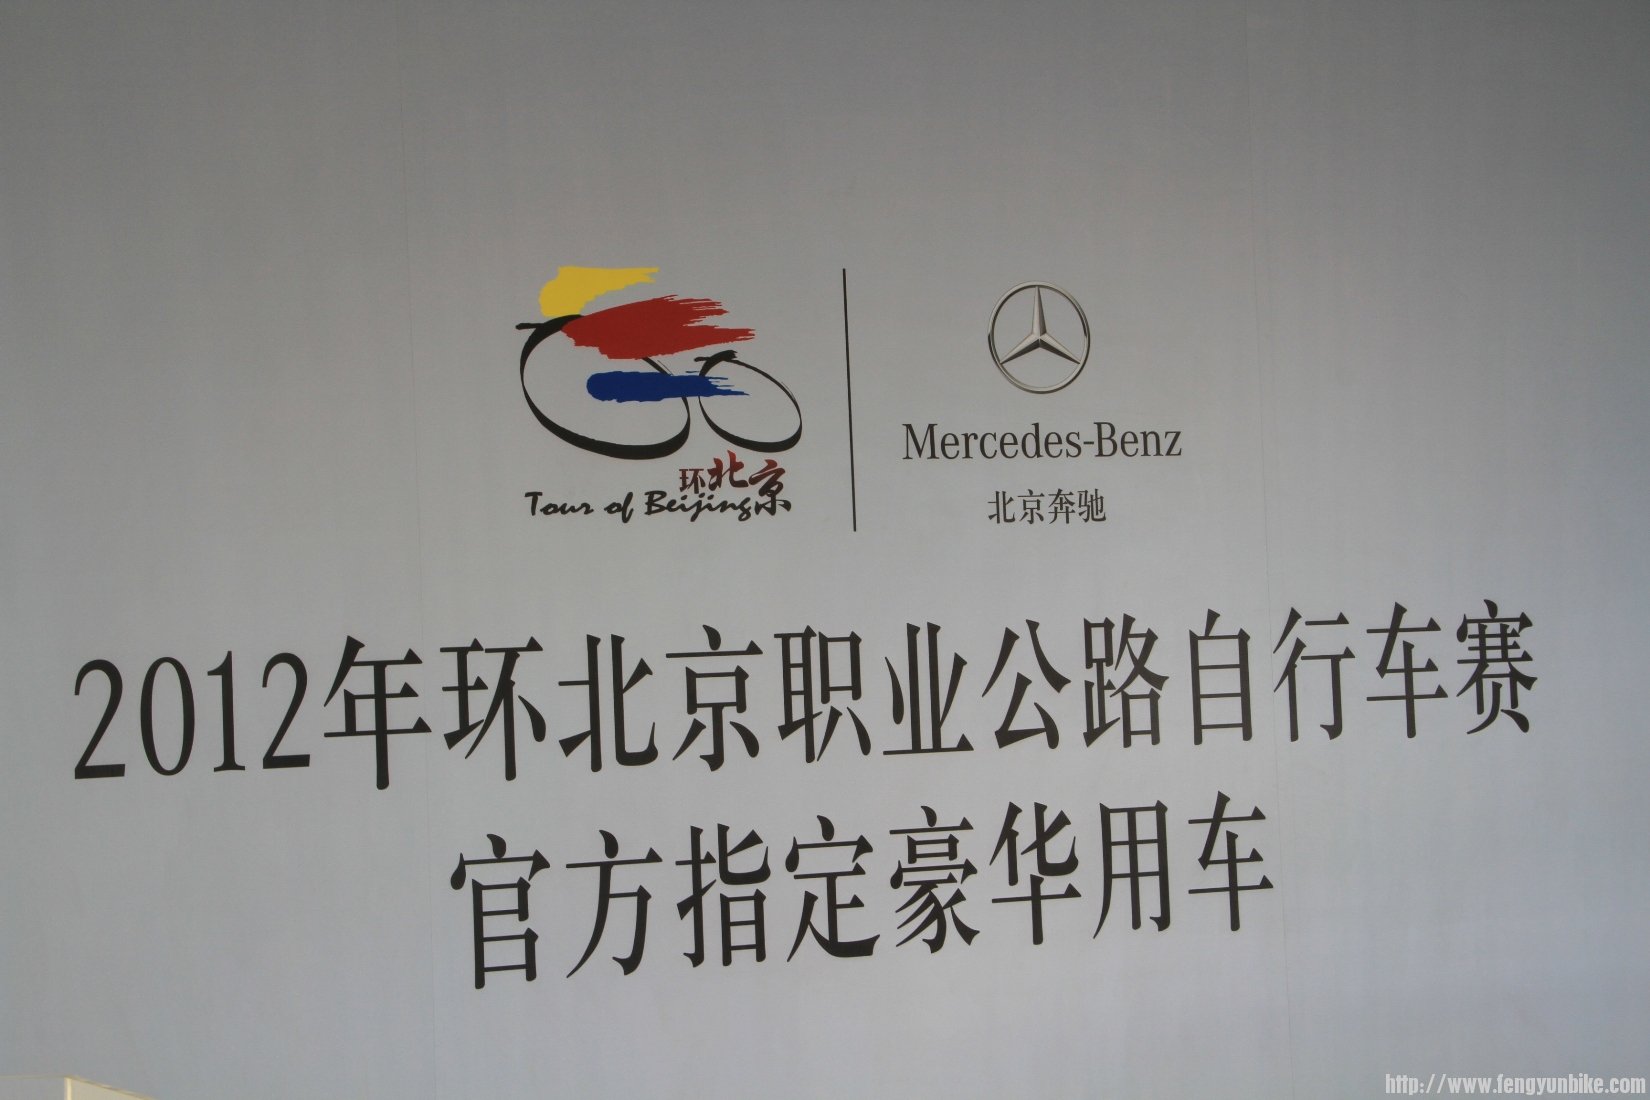 环北京
Tour of Beijing
Mercedes-Benz
北京奔驰
2012年环北京职业公路自行车赛
官方指定豪华用车
http://www.fengyunbike.com